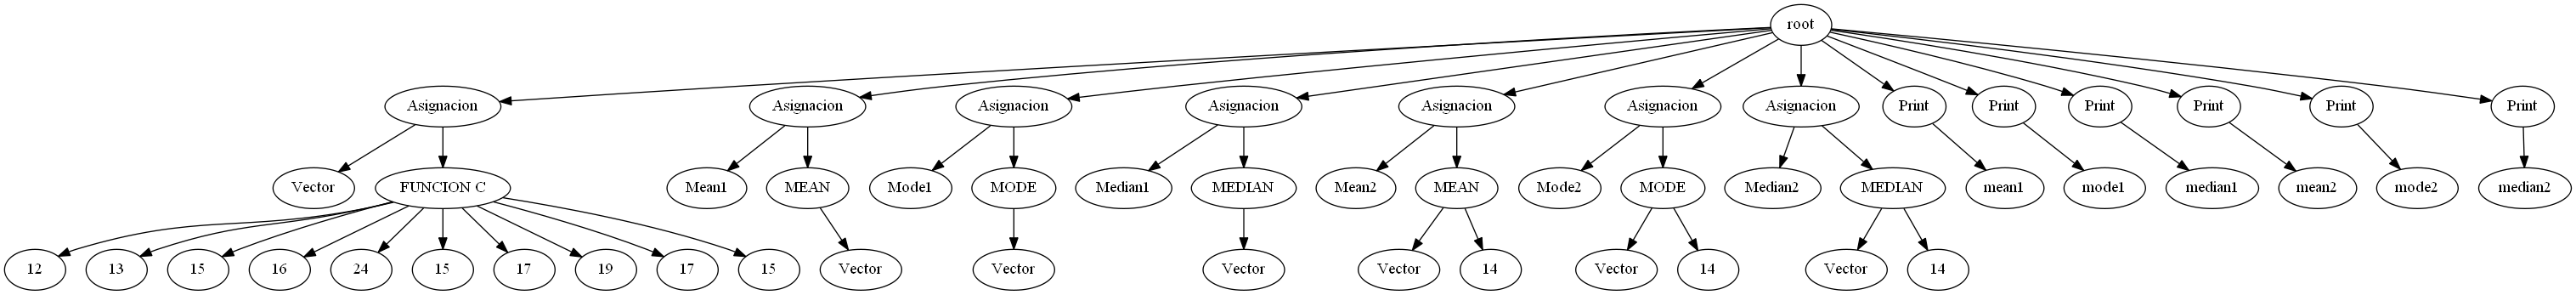 root
Asignacion
Asignacion
Asignacion
Asignacion
Asignacion
Asignacion
Asignacion
Print
Print
Print
Print
Print
Print
Vector
FUNCION C
Mean1
MEAN
Mode1
MODE
Median1
MEDIAN
Mean2
MEAN
Mode2
MODE
Median2
MEDIAN
mean1
mode1
median1
mean2
mode2
median2
12
13
15
16
24
15
17
19
17
15
Vector
Vector
Vector
Vector
14
Vector
14
Vector
14